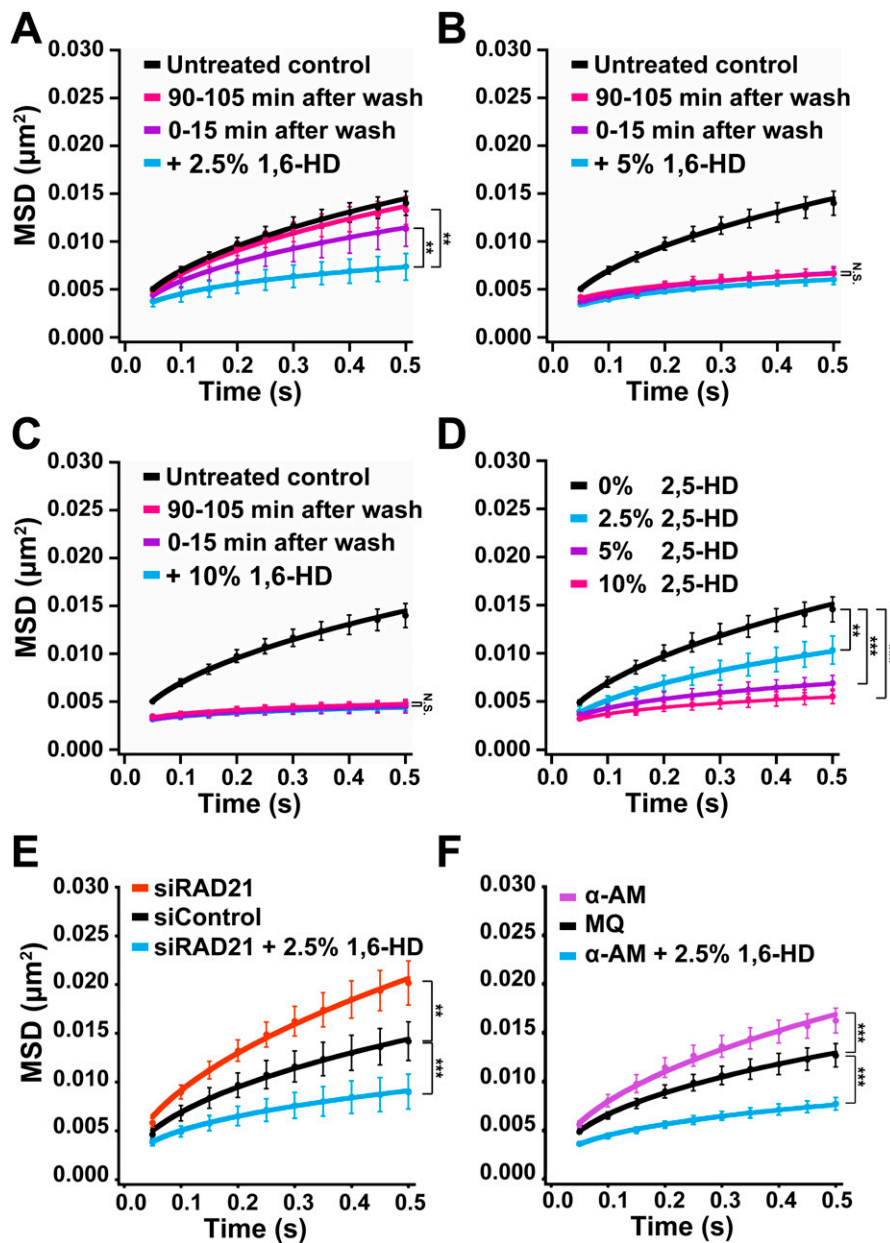 A
MSD (μm²)
0.030
0.025
0.020
0.015
0.010
0.005
0.000
Untreated control
90-105 min after wash
0-15 min after wash
+ 2.5% 1,6-HD
**
**
0.0 0.1 0.2 0.3 0.4 0.5
Time (s)
B
0.030
0.025
0.020
0.015
0.010
0.005
0.000
Untreated control
90-105 min after wash
0-15 min after wash
+ 5% 1,6-HD
N.S.
0.0 0.1 0.2 0.3 0.4 0.5
Time (s)
C
MSD (μm²)
0.030
0.025
0.020
0.015
0.010
0.005
0.000
Untreated control
90-105 min after wash
0-15 min after wash
+ 10% 1,6-HD
N.S.
0.0 0.1 0.2 0.3 0.4 0.5
Time (s)
D
0.030
0.025
0.020
0.015
0.010
0.005
0.000
0% 2,5-HD
2.5% 2,5-HD
5% 2,5-HD
10% 2,5-HD
**
***
0.0 0.1 0.2 0.3 0.4 0.5
Time (s)
E
MSD (μm²)
0.030
0.025
0.020
0.015
0.010
0.005
0.000
siRAD21
siControl
siRAD21 + 2.5% 1,6-HD
**
***
0.0 0.1 0.2 0.3 0.4 0.5
Time (s)
F
0.030
0.025
0.020
0.015
0.010
0.005
0.000
α-AM
MQ
α-AM + 2.5% 1,6-HD
***
***
0.0 0.1 0.2 0.3 0.4 0.5
Time (s)